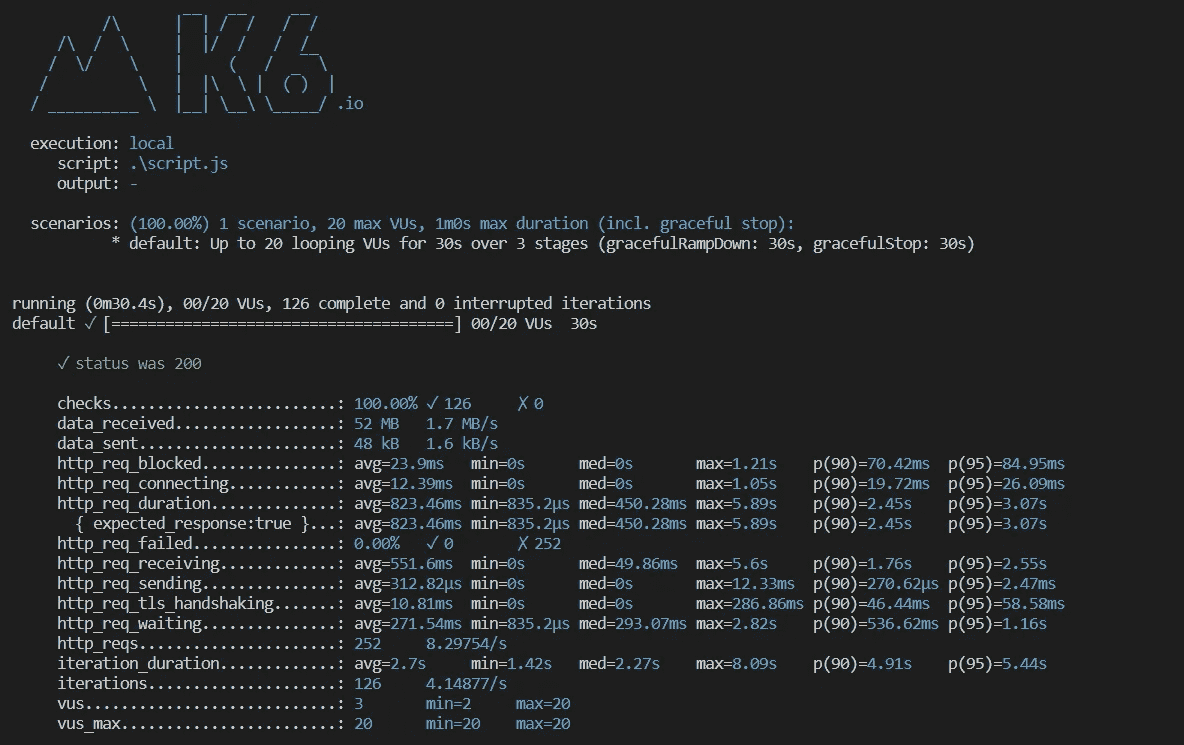 .io
execution: local
script: .\script.js
output: -
scenarios: (100.00%) 1 scenario, 20 max VUs, 1m0s max duration (incl. graceful stop):
* default: Up to 20 looping VUs for 30s over 3 stages (gracefulRampDown: 30s, gracefulStop: 30s)
running (0m30.4s), 00/20 VUs, 126 complete and 0 interrupted iterations
default ✓ [======================================] 00/20 VUs  30s
✓ status was 200
checks.........................: 100.00% ✓ 126      ✗ 0
data_received..................: 52 MB   1.7 MB/s
data_sent......................: 48 kB   1.6 kB/s
http_req_blocked...............: avg=23.9ms   min=0s      med=0s       max=1.21s    p(90)=70.42ms  p(95)=84.95ms
http_req_connecting............: avg=12.39ms  min=0s      med=0s       max=1.05s    p(90)=19.72ms  p(95)=26.09ms
http_req_duration..............: avg=823.46ms min=835.2µs med=450.28ms max=5.89s    p(90)=2.45s    p(95)=3.07s
{ expected_response:true }...: avg=823.46ms min=835.2µs med=450.28ms max=5.89s    p(90)=2.45s    p(95)=3.07s
http_req_failed................: 0.00%   ✓ 0       ✗ 252
http_req_receiving.............: avg=551.6ms  min=0s      med=49.86ms  max=5.6s     p(90)=1.76s    p(95)=2.55s
http_req_sending...............: avg=312.82µs min=0s      med=0s       max=12.33ms  p(90)=270.62µs p(95)=2.47ms
http_req_tls_handshaking.......: avg=10.81ms  min=0s      med=0s       max=286.86ms p(90)=46.44ms  p(95)=58.58ms
http_req_waiting...............: avg=271.54ms min=835.2µs med=293.07ms max=2.82s    p(90)=536.62ms p(95)=1.16s
http_reqs......................: 252     8.29754/s
iteration_duration.............: avg=2.7s     min=1.42s   med=2.27s    max=8.09s    p(90)=4.91s    p(95)=5.44s
iterations.....................: 126     4.14877/s
vus............................: 3       min=2     max=20
vus_max........................: 20      min=20    max=20